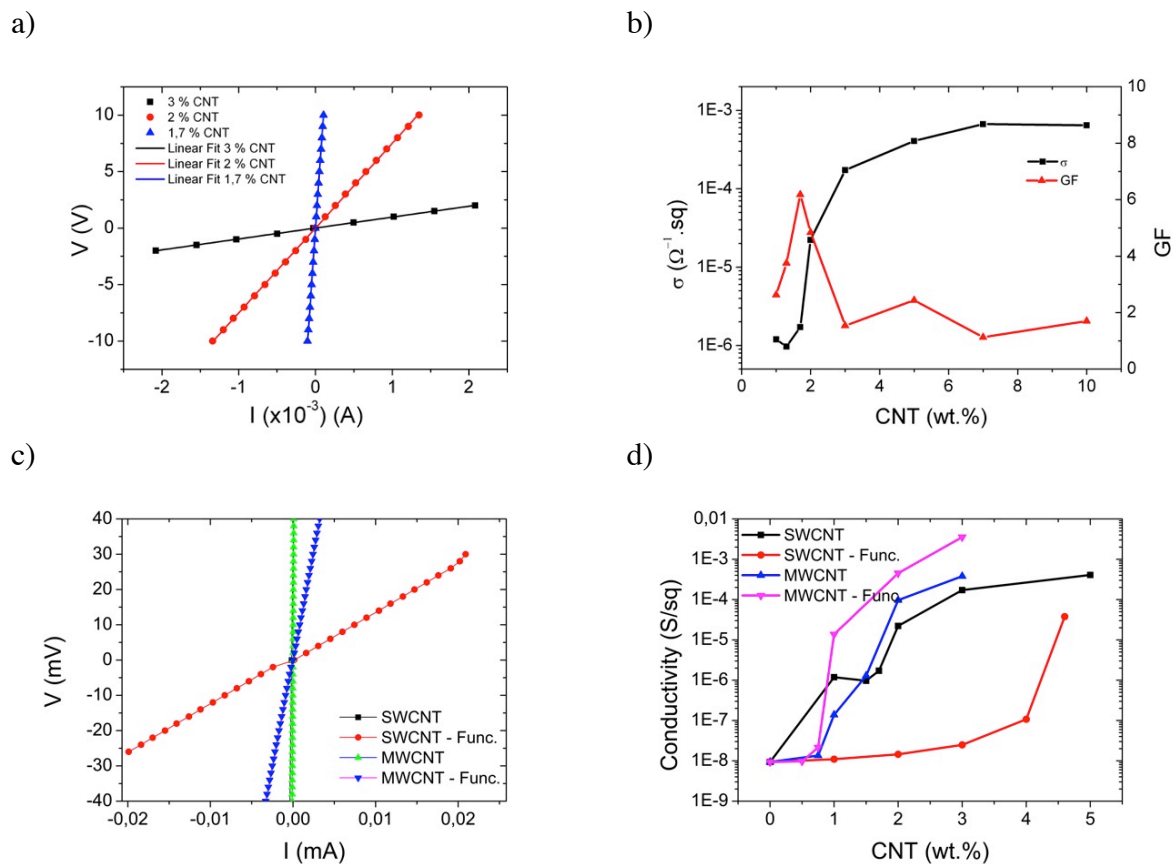 a)
3 % CNT
2 % CNT
1,7 % CNT
Linear Fit 3 % CNT
Linear Fit 2 % CNT
Linear Fit 1,7 % CNT
10
5
0
-5
-10
V (V)
-2
-1
0
1
2
I (x10⁻³) (A)
b)
1E-3
1E-4
1E-5
1E-6
σ (Ω⁻¹.sq)
σ
GF
10
8
6
4
2
0
GF
0
2
4
6
8
10
CNT (wt.%)
c)
40
30
20
10
0
-10
-20
-30
-40
V (mV)
SWCNT
SWCNT - Func.
MWCNT
MWCNT - Func.
-0,02
-0,01
0,00
0,01
0,02
I (mA)
d)
0,01
1E-3
1E-4
1E-5
1E-6
1E-7
1E-8
1E-9
Conductivity (S/sq)
SWCNT
SWCNT - Func.
MWCNT
MWCNT - Func.
0
1
2
3
4
5
CNT (wt.%)